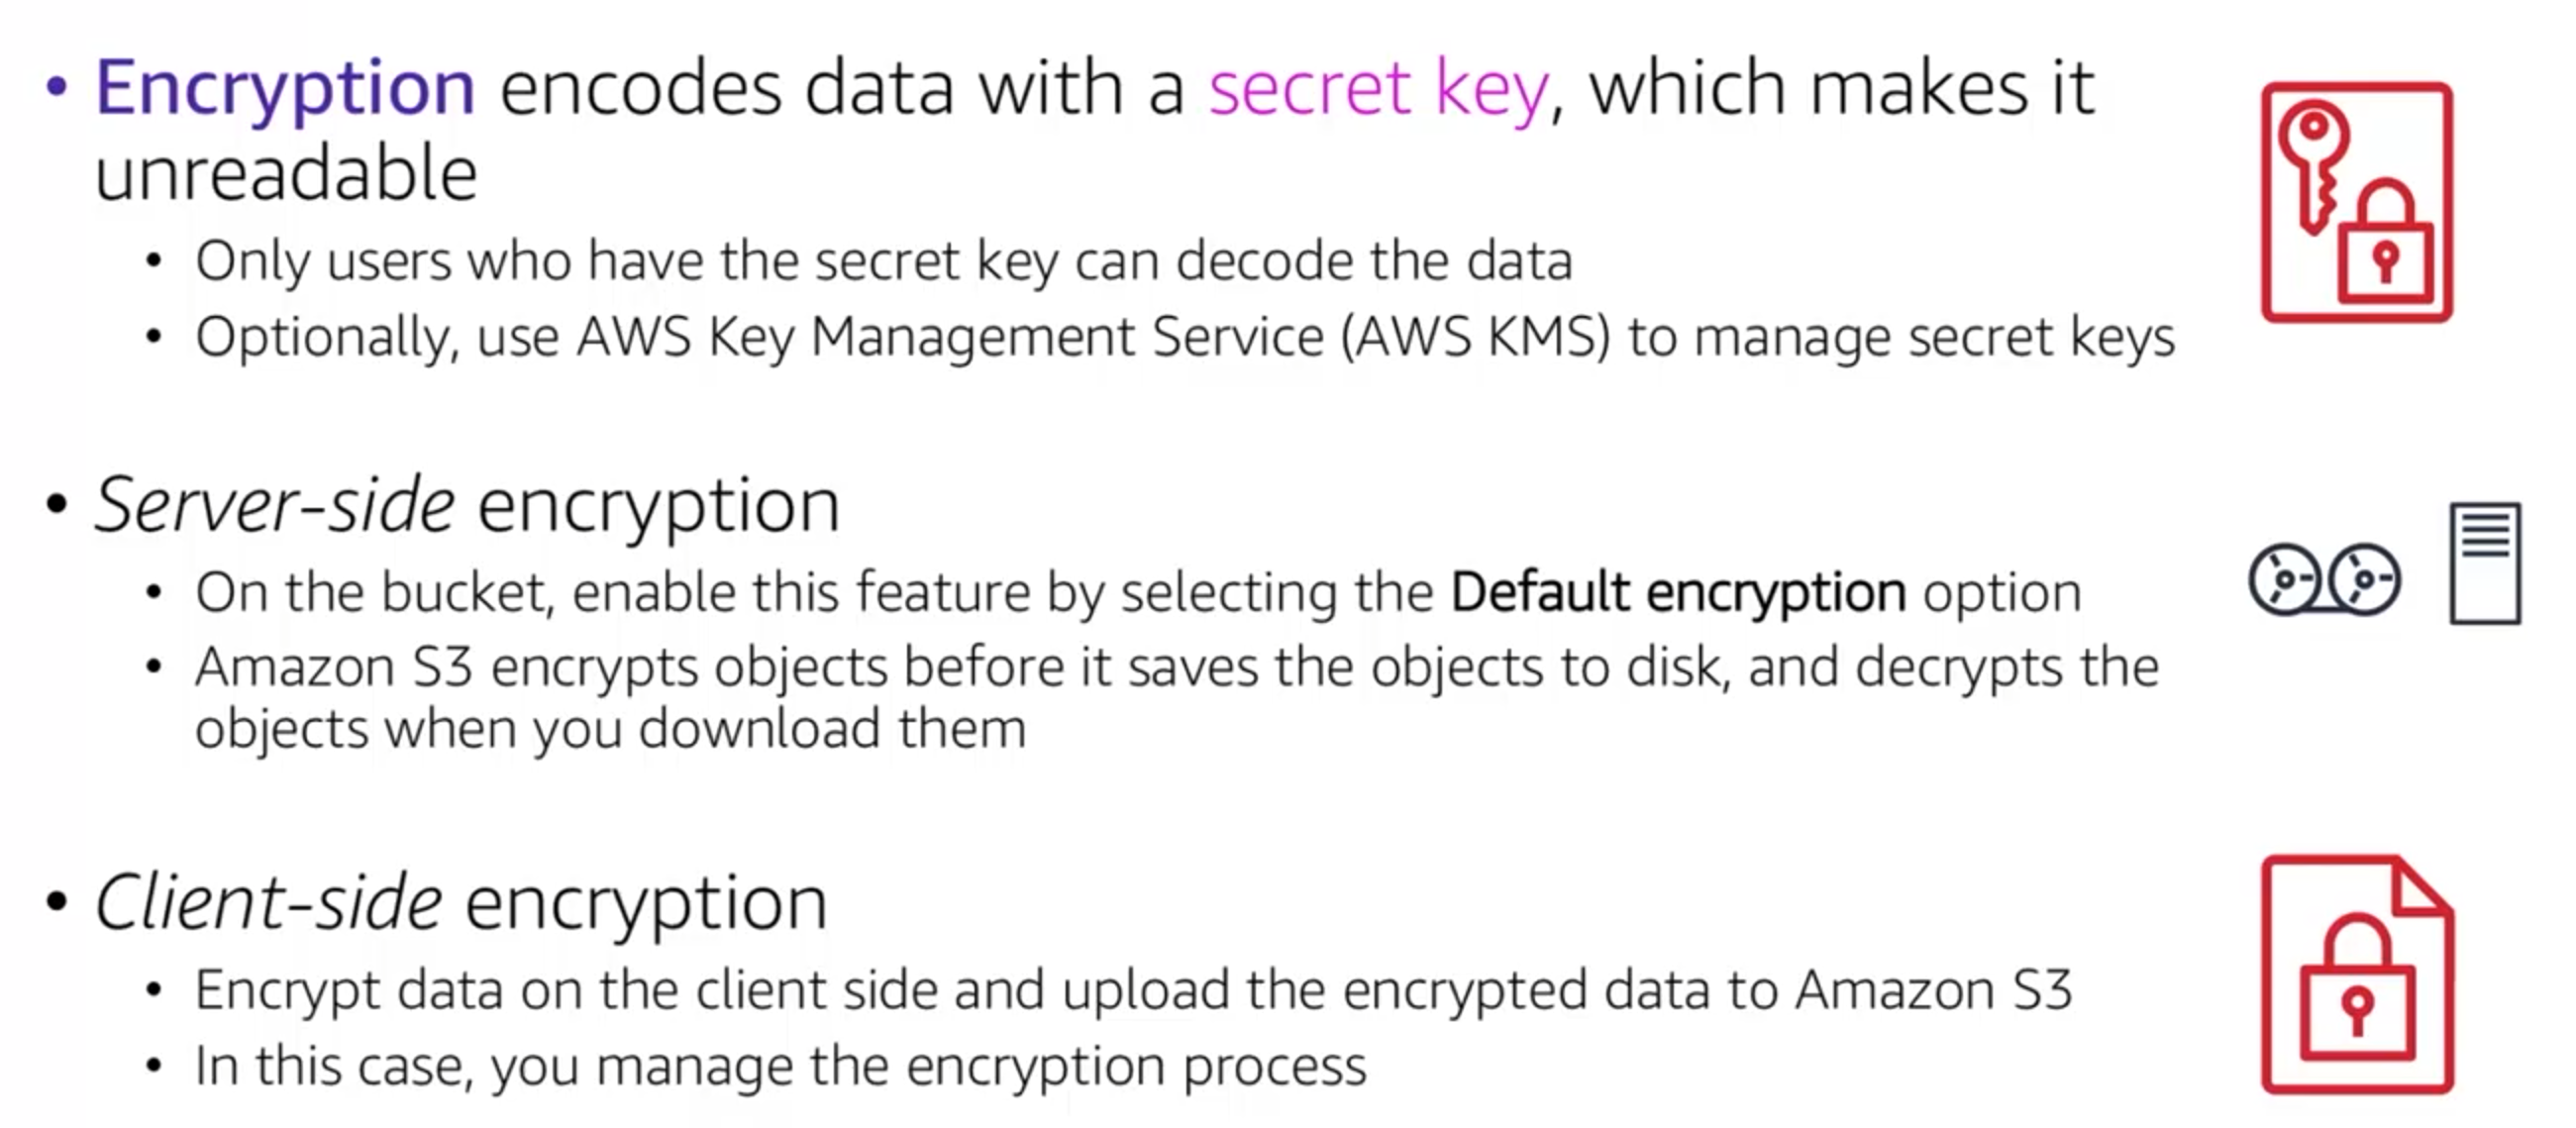 • Encryption encodes data with a secret key, which makes it
unreadable
• Only users who have the secret key can decode the data
• Optionally, use AWS Key Management Service (AWS KMS) to manage secret keys
• Server-side encryption
• On the bucket, enable this feature by selecting the Default encryption option
• Amazon S3 encrypts objects before it saves the objects to disk, and decrypts the
objects when you download them
• Client-side encryption
• Encrypt data on the client side and upload the encrypted data to Amazon S3
• In this case, you manage the encryption process